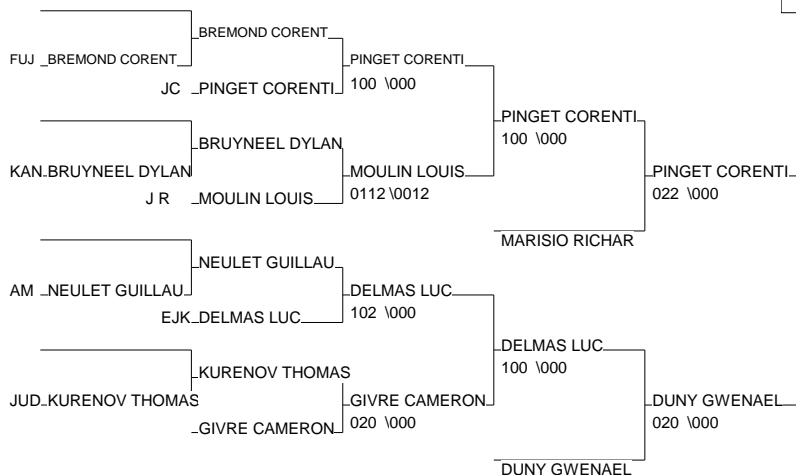 BREMOND CORENT
FUJ BREMOND CORENT
PINGET CORENTI
JC PINGET CORENTI
100 \000
PINGET CORENTI
100 \000
BRUYNEEL DYLAN
KAN BRUYNEEL DYLAN
MOULIN LOUIS
PINGET CORENTI
J R MOULIN LOUIS
0112 \0012
022 \000
MARISIO RICHAR
NEULET GUILLAU
AM NEULET GUILLAU
DELMAS LUC
EJK DELMAS LUC
102 \000
DELMAS LUC
100 \000
KURENOV THOMAS
JUD KURENOV THOMAS
GIVRE CAMERON
DUNY GWENAEL
GIVRE CAMERON
020 \000
020 \000
DUNY GWENAEL